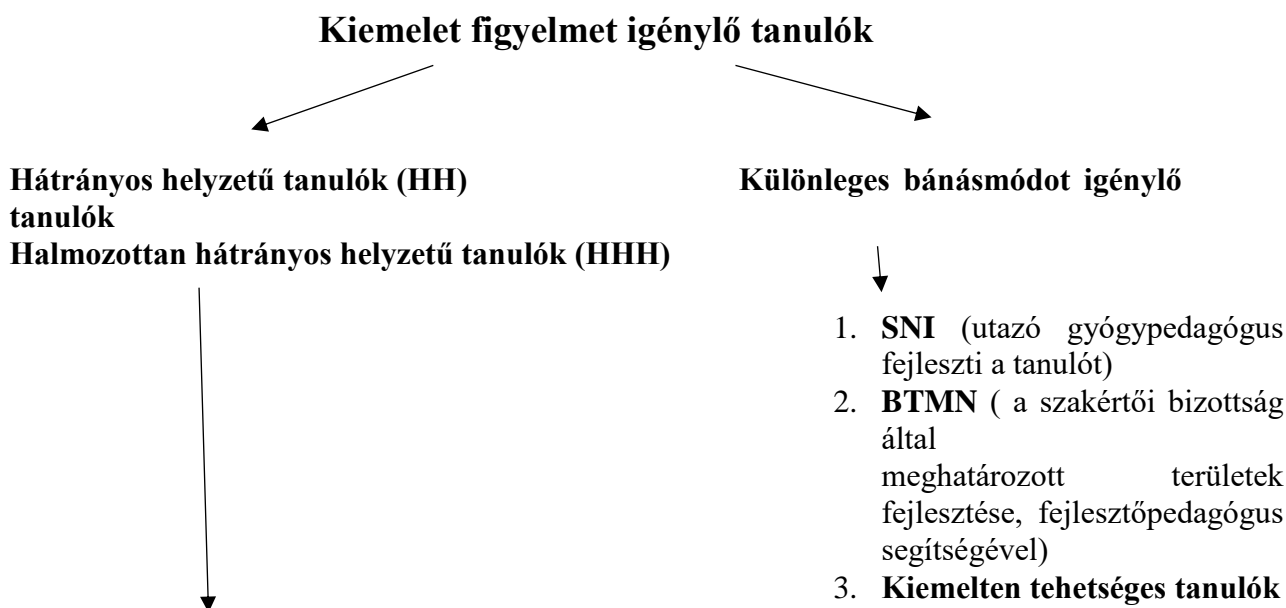 Kiemelet figyelmet igénylő tanulók
Hátrányos helyzetű tanulók (HH) Különleges bánásmódot igénylő
tanulók
Halmozottan hátrányos helyzetű tanulók (HHH)
1. SNI (utazó gyógypedagógus
fejleszti a tanulót)
2. BTMN ( a szakértői bizottság
által
meghatározott területek
fejlesztése, fejlesztőpedagógus
segítségével)
3. Kiemelten tehetséges tanulók